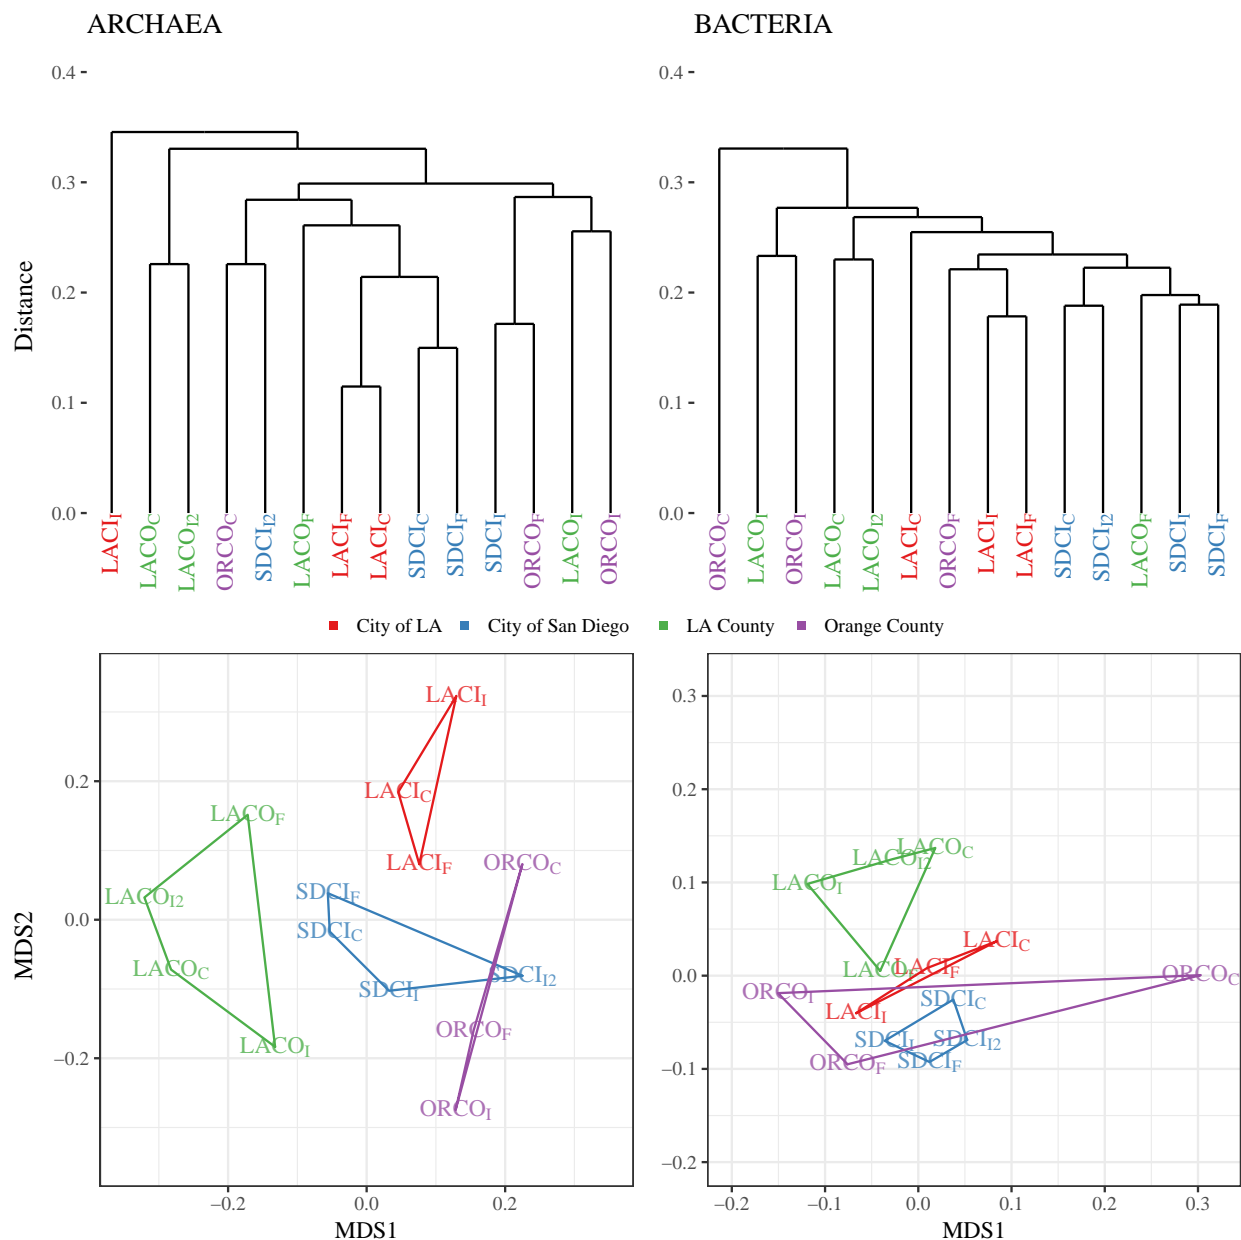 ARCHAEA
BACTERIA
Distance
0.4
0.3
0.2
0.1
0.0
LACI_I LACO_C LACO_I2 ORCO_C SDCI_I2 LACO_F LACI_F LACI_C SDCI_C SDCI_F SDCI_I ORCO_F LACO_I ORCO_I
0.4
0.3
0.2
0.1
0.0
ORCO_C LACO_I ORCO_I LACO_C LACO_I2 LACI_C ORCO_F LACI_I LACI_F SDCI_C SDCI_I2 LACO_F SDCI_I SDCI_F
City of LA City of San Diego LA County Orange County
MDS2
0.2
0.0
−0.2
LACI_I
LACI_C
LACO_F
LACI_F
ORCO_C
SDCI_F
LACO_I2
SDCI_C
LACO_C
SDCI_I2
SDCI_I
ORCO_F
LACO_I
ORCO_I
−0.2 0.0 0.2
MDS1
0.3
0.2
0.1
0.0
−0.1
−0.2
LACO_C
LACO_I2
LACO_I
LACI_C
LACI_F
LACO_F
ORCO_C
ORCO_I
SDCI_C
LACI_I
SDCI_I
SDCI_I2
ORCO_F
SDCI_F
−0.2 −0.1 0.0 0.1 0.2 0.3
MDS1